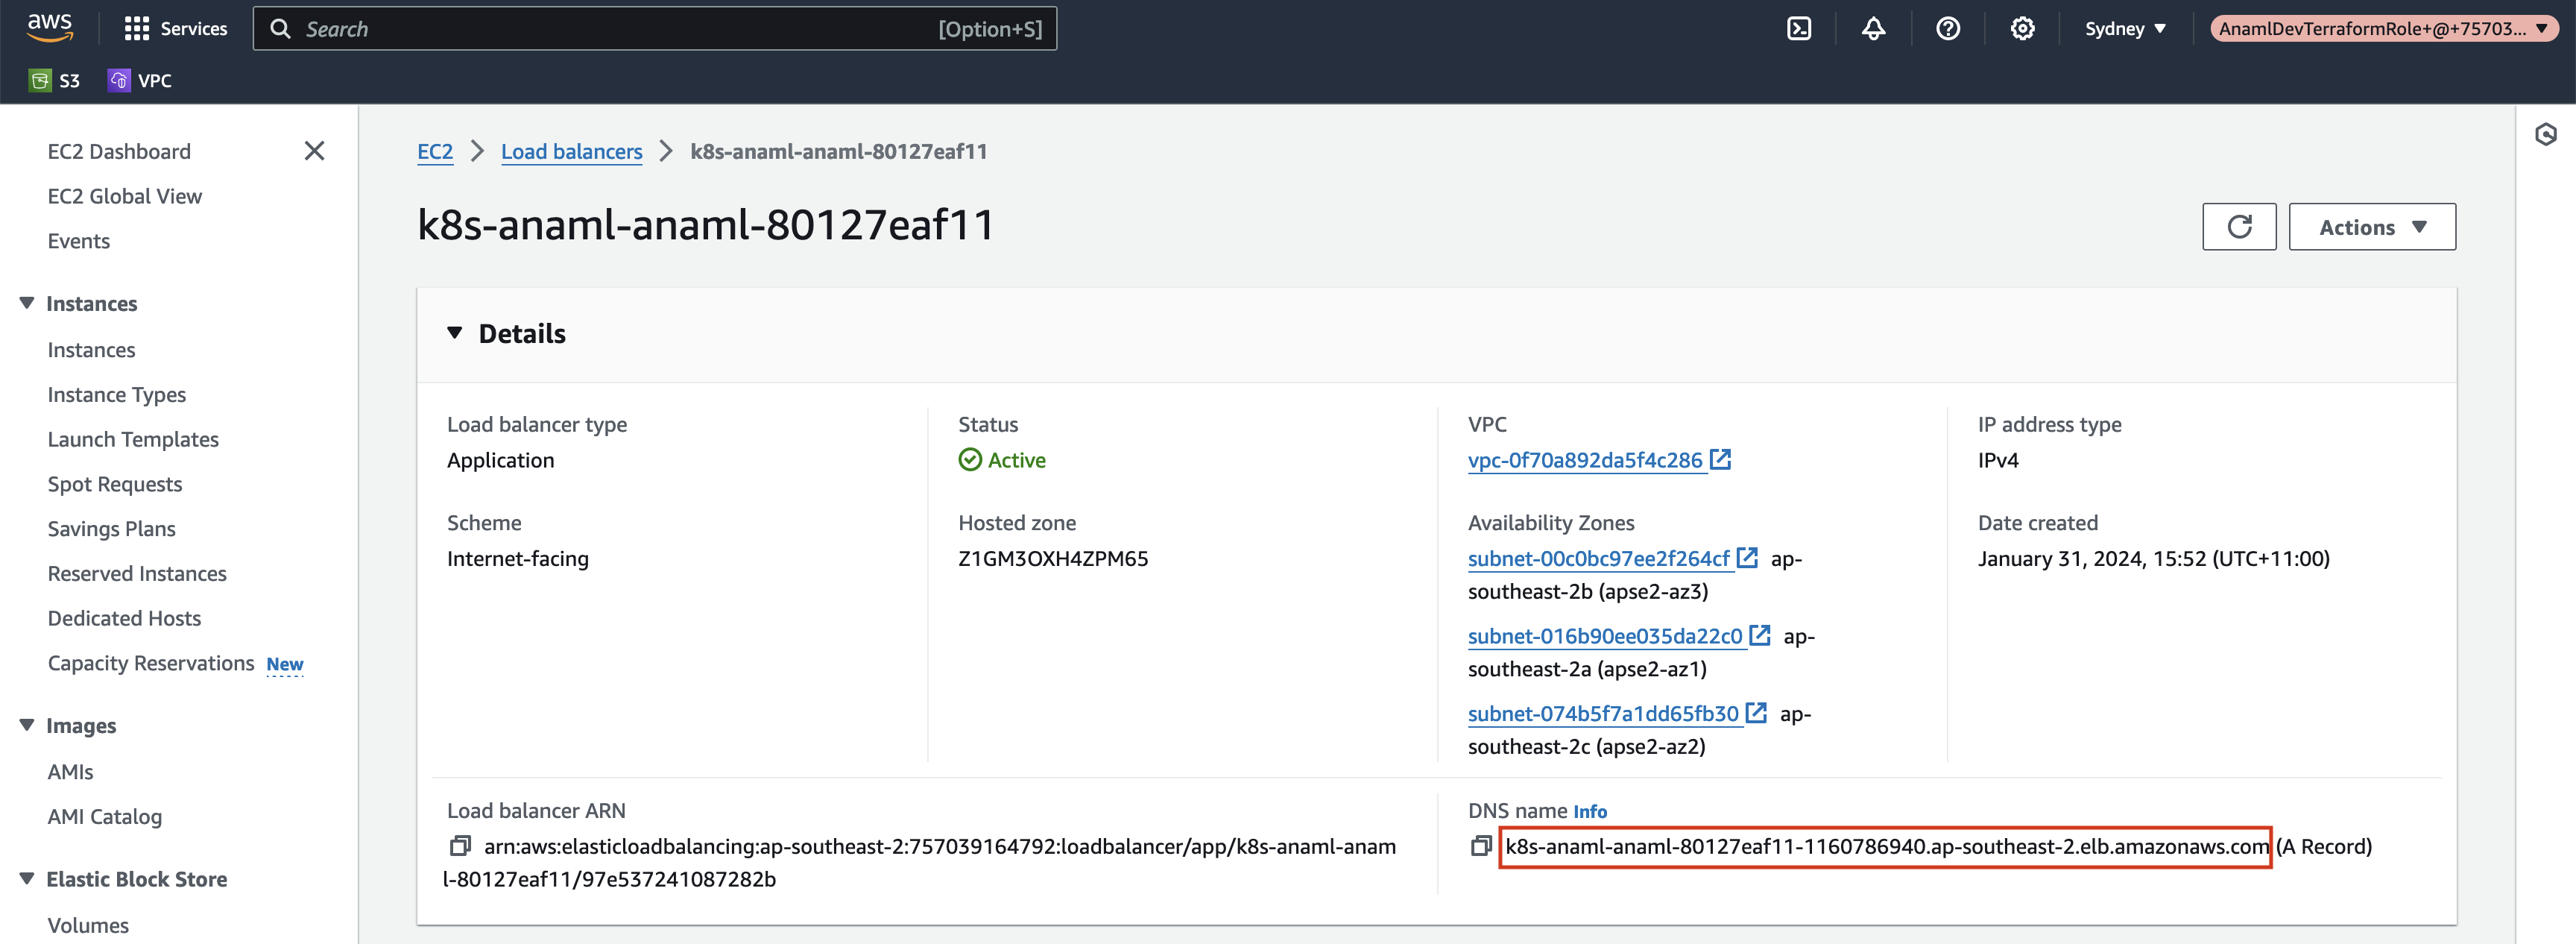 aws
Services
Search
[Option+S]
Sydney
AnamlDevTerraformRole+@+75703...
S3
VPC
EC2 Dashboard
EC2 Global View
Events
Instances
Instances
Instance Types
Launch Templates
Spot Requests
Savings Plans
Reserved Instances
Dedicated Hosts
Capacity Reservations New
Images
AMIs
AMI Catalog
Elastic Block Store
Volumes
EC2 > Load balancers > k8s-anaml-anaml-80127eaf11
k8s-anaml-anaml-80127eaf11
Actions
Details
Load balancer type
Application
Status
Active
VPC
vpc-0f70a892da5f4c286
IP address type
IPv4
Scheme
Internet-facing
Hosted zone
Z1GM3OXH4ZPM65
Availability Zones
subnet-00c0bc97ee2f264cf ap-
southeast-2b (apse2-az3)
subnet-016b90ee035da22c0 ap-
southeast-2a (apse2-az1)
subnet-074b5f7a1dd65fb30 ap-
southeast-2c (apse2-az2)
Date created
January 31, 2024, 15:52 (UTC+11:00)
Load balancer ARN
arn:aws:elasticloadbalancing:ap-southeast-2:757039164792:loadbalancer/app/k8s-anaml-anam
l-80127eaf11/97e537241087282b
DNS name Info
k8s-anaml-anaml-80127eaf11-1160786940.ap-southeast-2.elb.amazonaws.com (A Record)